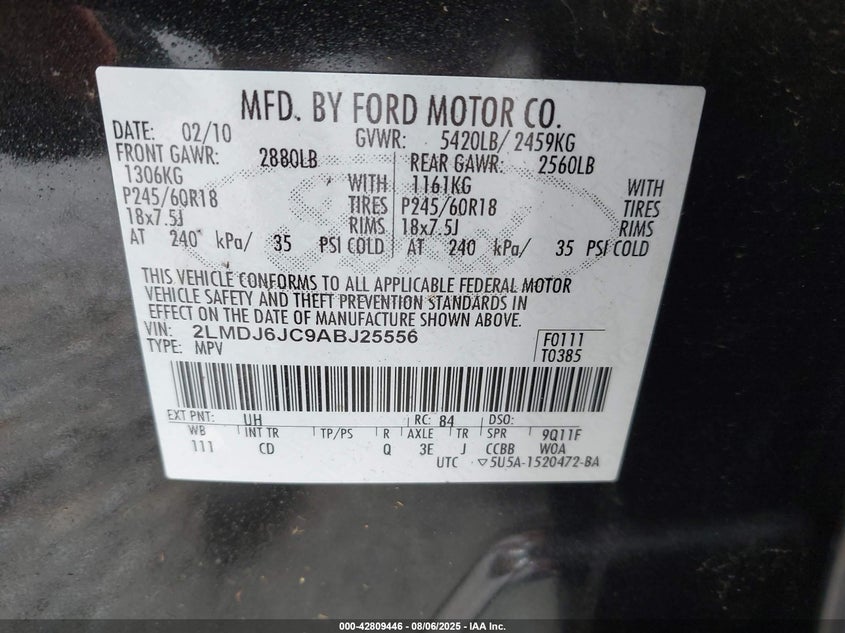 MFD. BY FORD MOTOR CO.
DATE: 02/10 GVWR: 5420LB/ 2459KG
FRONT GAWR: 2880LB REAR GAWR: 2560LB
1306KG WITH 1161KG WITH
P245/60R18 TIRES P245/60R18 TIRES
18x7.5J RIMS 18x7.5J RIMS
AT 240 kPa/ 35 PSI COLD AT 240 kPa/ 35 PSI COLD
THIS VEHICLE CONFORMS TO ALL APPLICABLE FEDERAL MOTOR
VEHICLE SAFETY AND THEFT PREVENTION STANDARDS IN
EFFECT ON THE DATE OF MANUFACTURE SHOWN ABOVE.
VIN: 2LMDJ6JC9ABJ25556 F0111
TYPE: MPV T0385
EXT PNT: UH RC: 84 DSO:
WB INT TR TP/PS R AXLE TR SPR 9Q11F
111 CD Q 3E J CCBB W0A
UTC ▽5U5A-1520472-BA
000-42809446 - 08/06/2025 - IAA Inc.